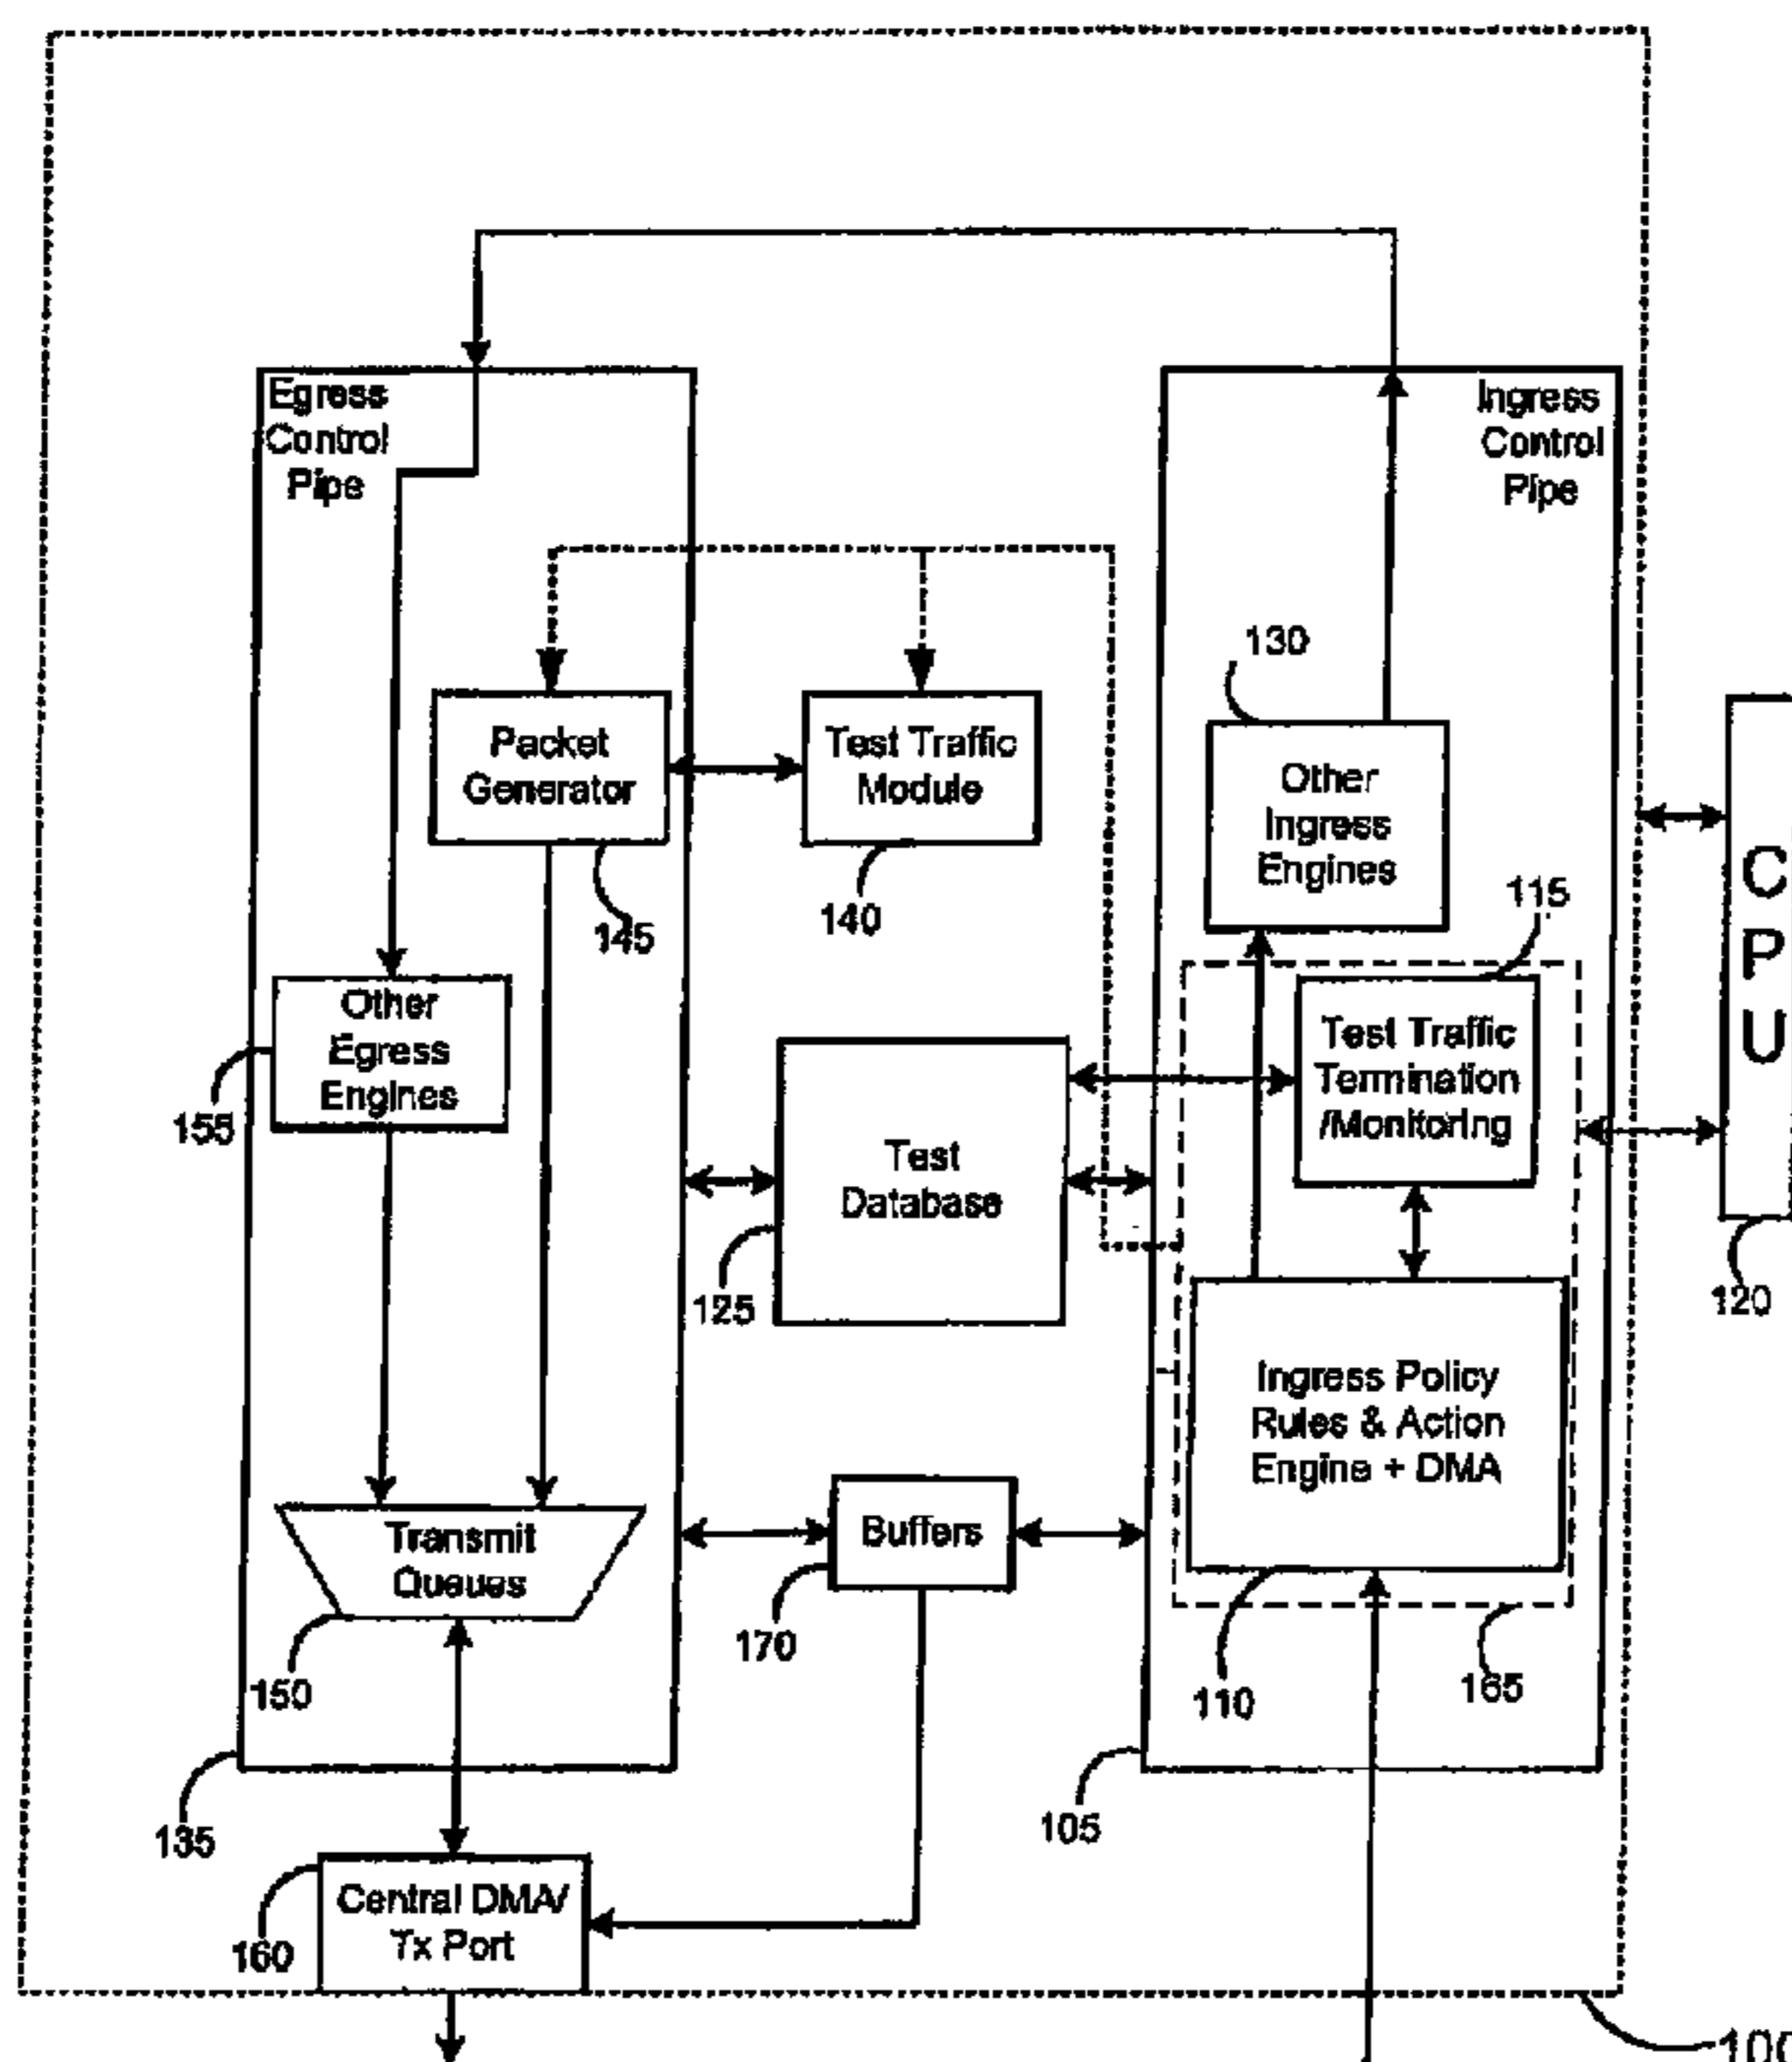 Egress
Control
Pipe
Ingress
Control
Pipe
130
Packet
Generator
Test Traffic
Module
Other
Ingress
Engines
C
P
U
145
140
115
Other
Egress
Engines
155
Test Traffic
Termination
/Monitoring
Test
Database
125
120
Ingress Policy
Rules & Action
Engine + DMA
Transmit
Queues
Buffers
150
170
110
165
135
105
Central DMA/
Tx Port
160
100